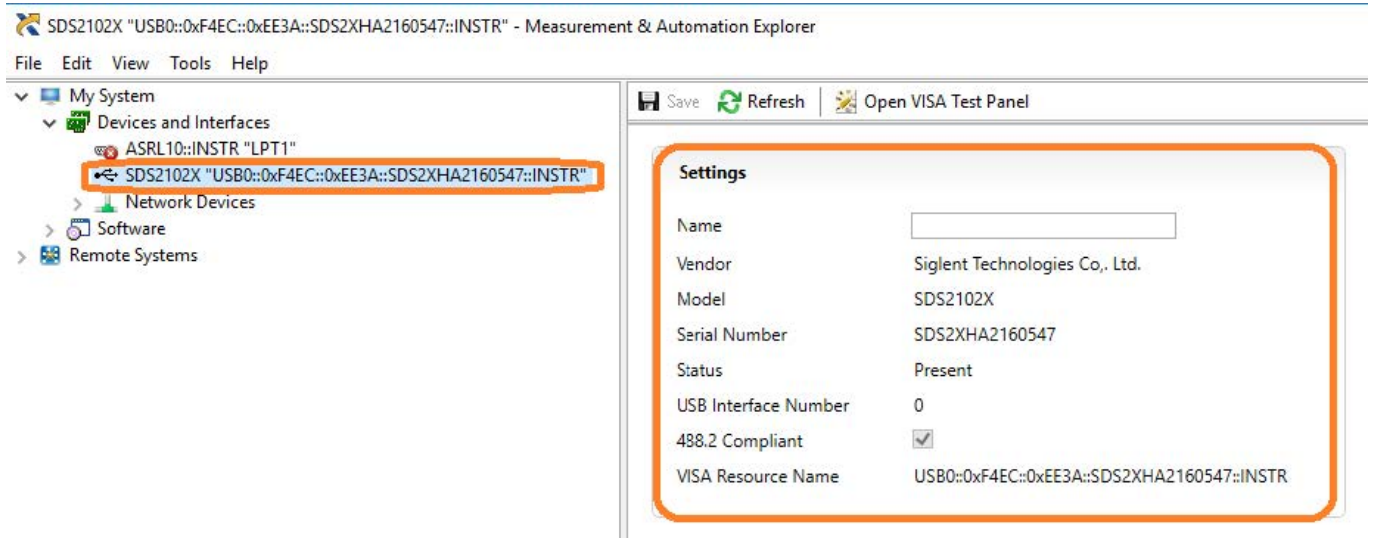 SDS2102X "USB0::0xF4EC::0xEE3A::SDS2XHA2160547::INSTR" - Measurement & Automation Explorer
File Edit View Tools Help
My System
Devices and Interfaces
ASRL10::INSTR "LPT1"
SDS2102X "USB0::0xF4EC::0xEE3A::SDS2XHA2160547::INSTR"
Network Devices
Software
Remote Systems
Save Refresh Open VISA Test Panel
Settings
Name
Vendor Siglent Technologies Co,. Ltd.
Model SDS2102X
Serial Number SDS2XHA2160547
Status Present
USB Interface Number 0
488.2 Compliant
VISA Resource Name USB0::0xF4EC::0xEE3A::SDS2XHA2160547::INSTR